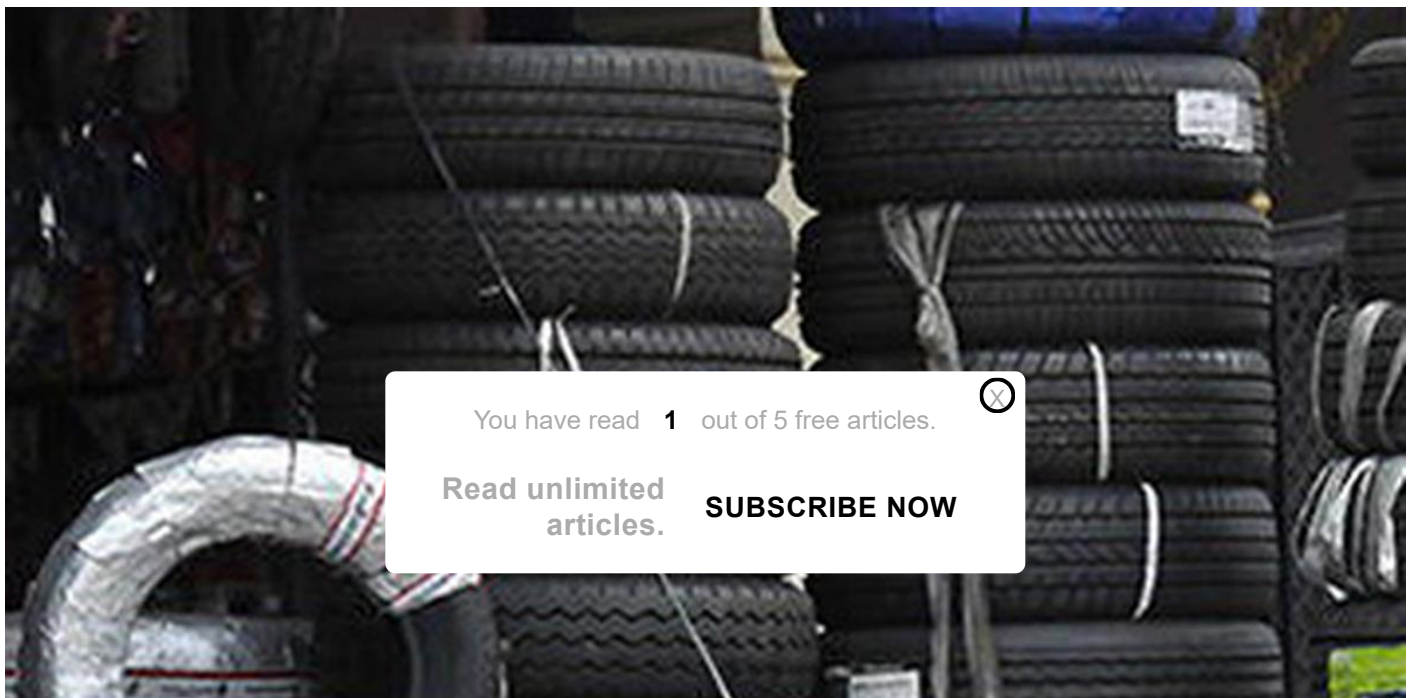 X
You have read 1 out of 5 free articles.
Read unlimited
articles.
SUBSCRIBE NOW